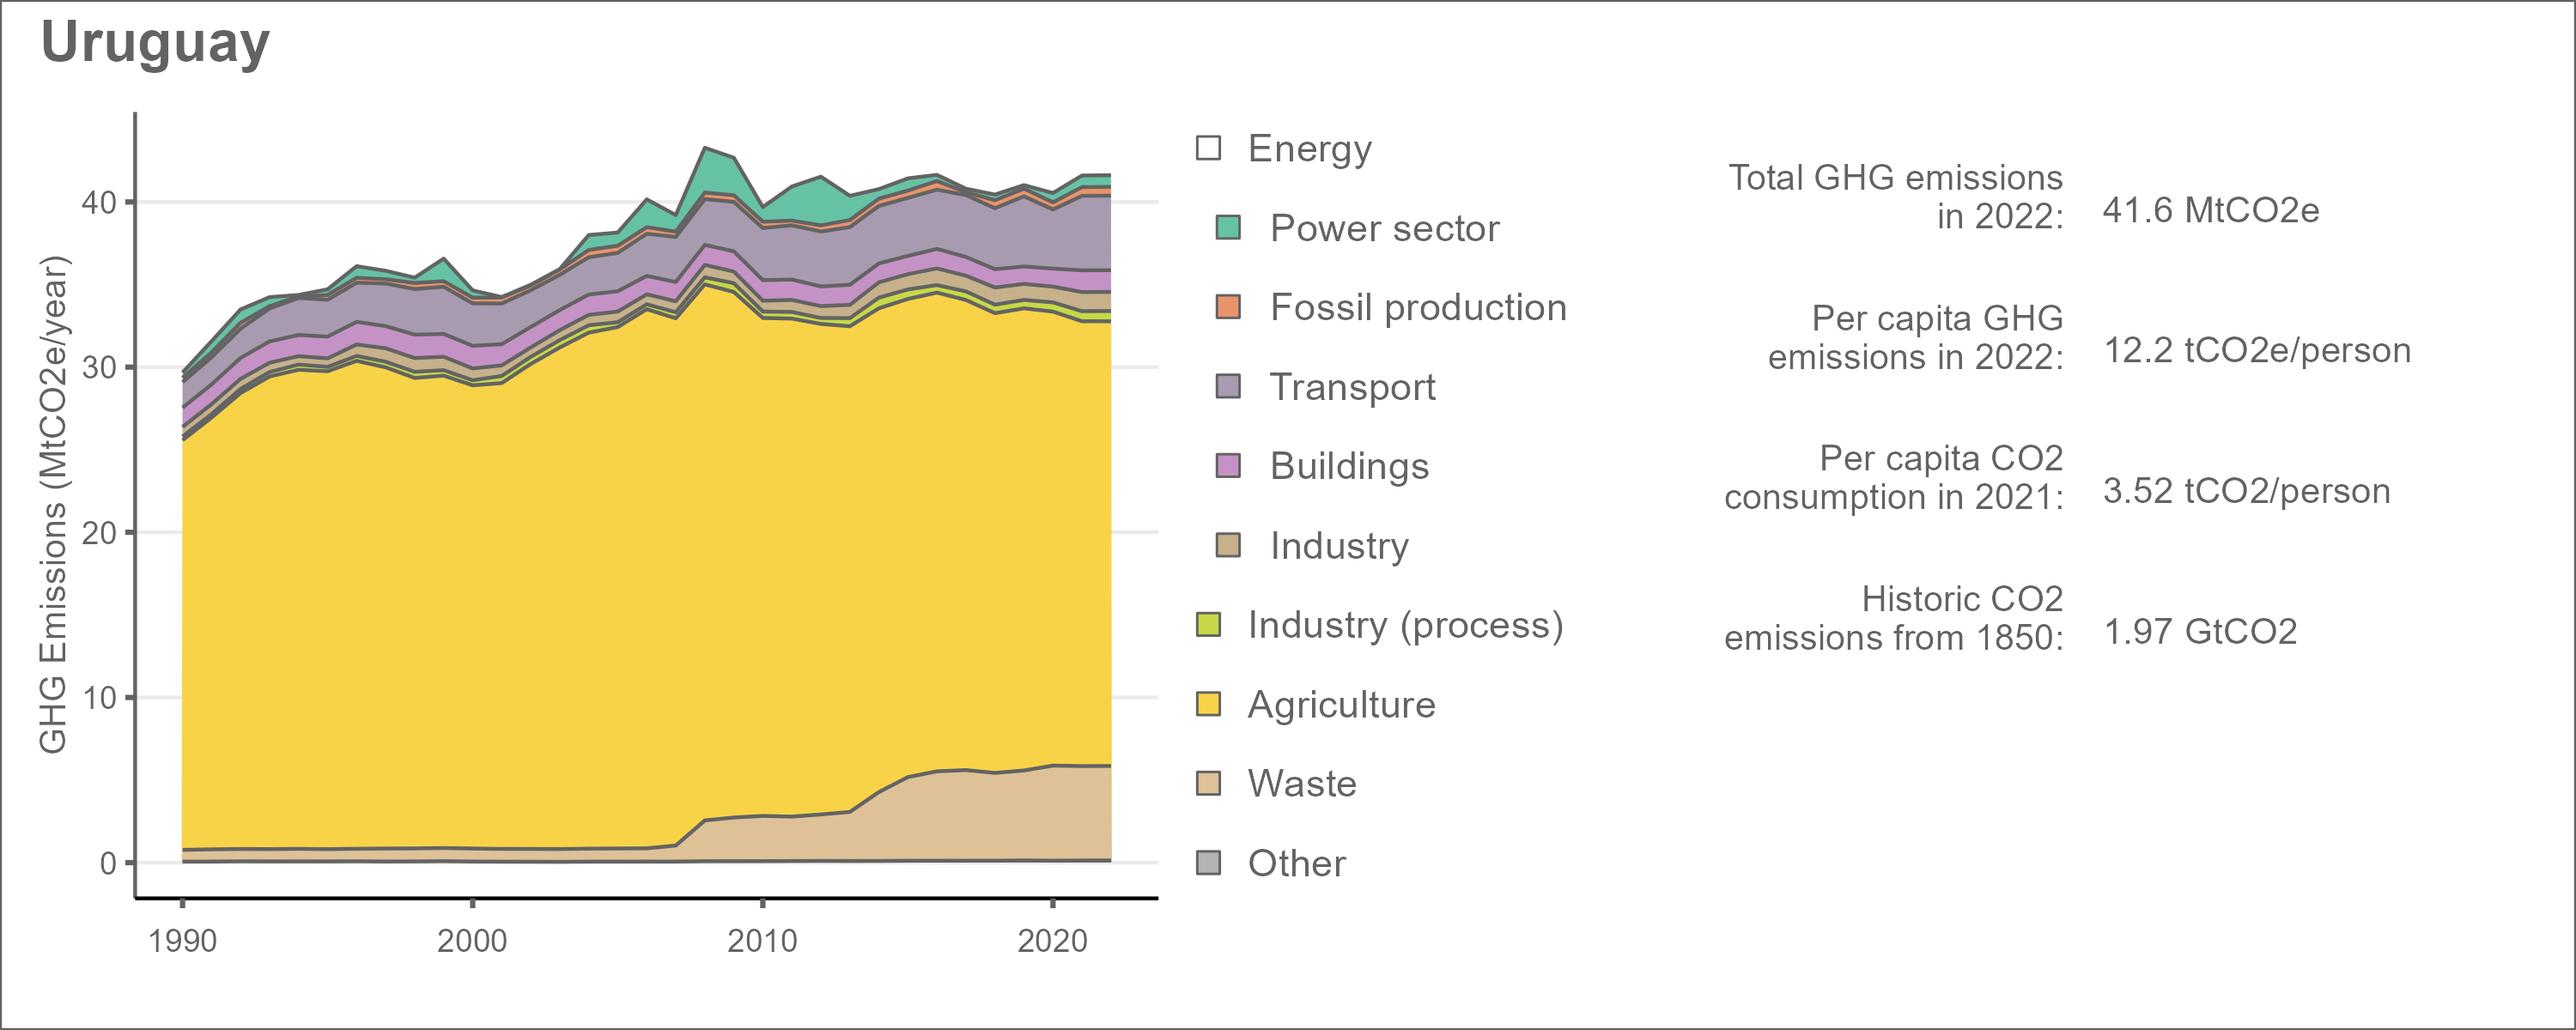 Uruguay
GHG Emissions (MtCO2e/year)
40
30
20
10
0
1990
2000
2010
2020
Energy
Power sector
Fossil production
Transport
Buildings
Industry
Industry (process)
Agriculture
Waste
Other
Total GHG emissions
in 2022:
41.6 MtCO2e
Per capita GHG
emissions in 2022:
12.2 tCO2e/person
Per capita CO2
consumption in 2021:
3.52 tCO2/person
Historic CO2
emissions from 1850:
1.97 GtCO2